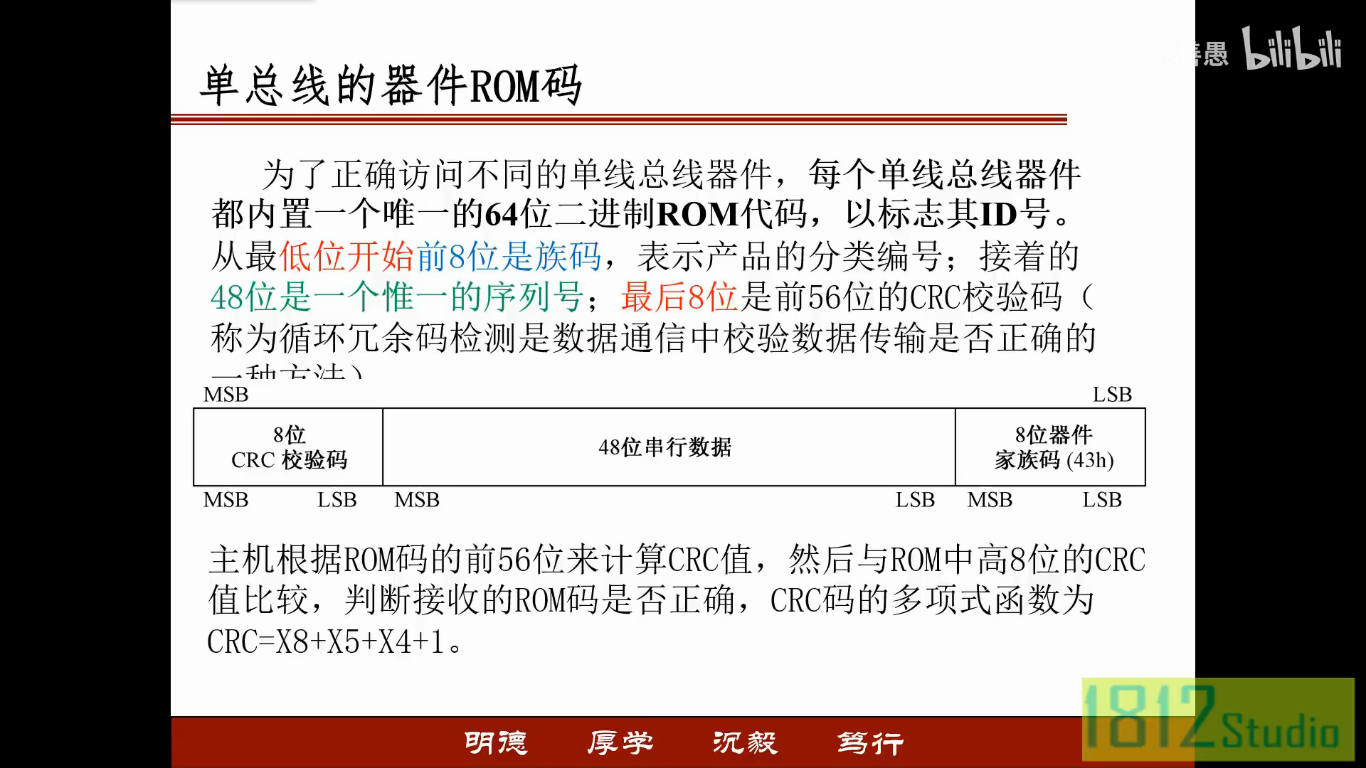 善愚 bilibili
单总线的器件ROM码
为了正确访问不同的单线总线器件，每个单线总线器件
都内置一个唯一的64位二进制ROM代码，以标志其ID号。
从最低位开始前8位是族码，表示产品的分类编号；接着的
48位是一个惟一的序列号；最后8位是前56位的CRC校验码（
称为循环冗余码检测是数据通信中校验数据传输是否正确的
一种方法）
MSB LSB
8位 48位串行数据 8位器件
CRC 校验码 家族码 (43h)
MSB LSB MSB LSB MSB LSB
主机根据ROM码的前56位来计算CRC值，然后与ROM中高8位的CRC
值比较，判断接收的ROM码是否正确，CRC码的多项式函数为
CRC=X8+X5+X4+1。
明德 厚学 沉毅 笃行
1812 Studio